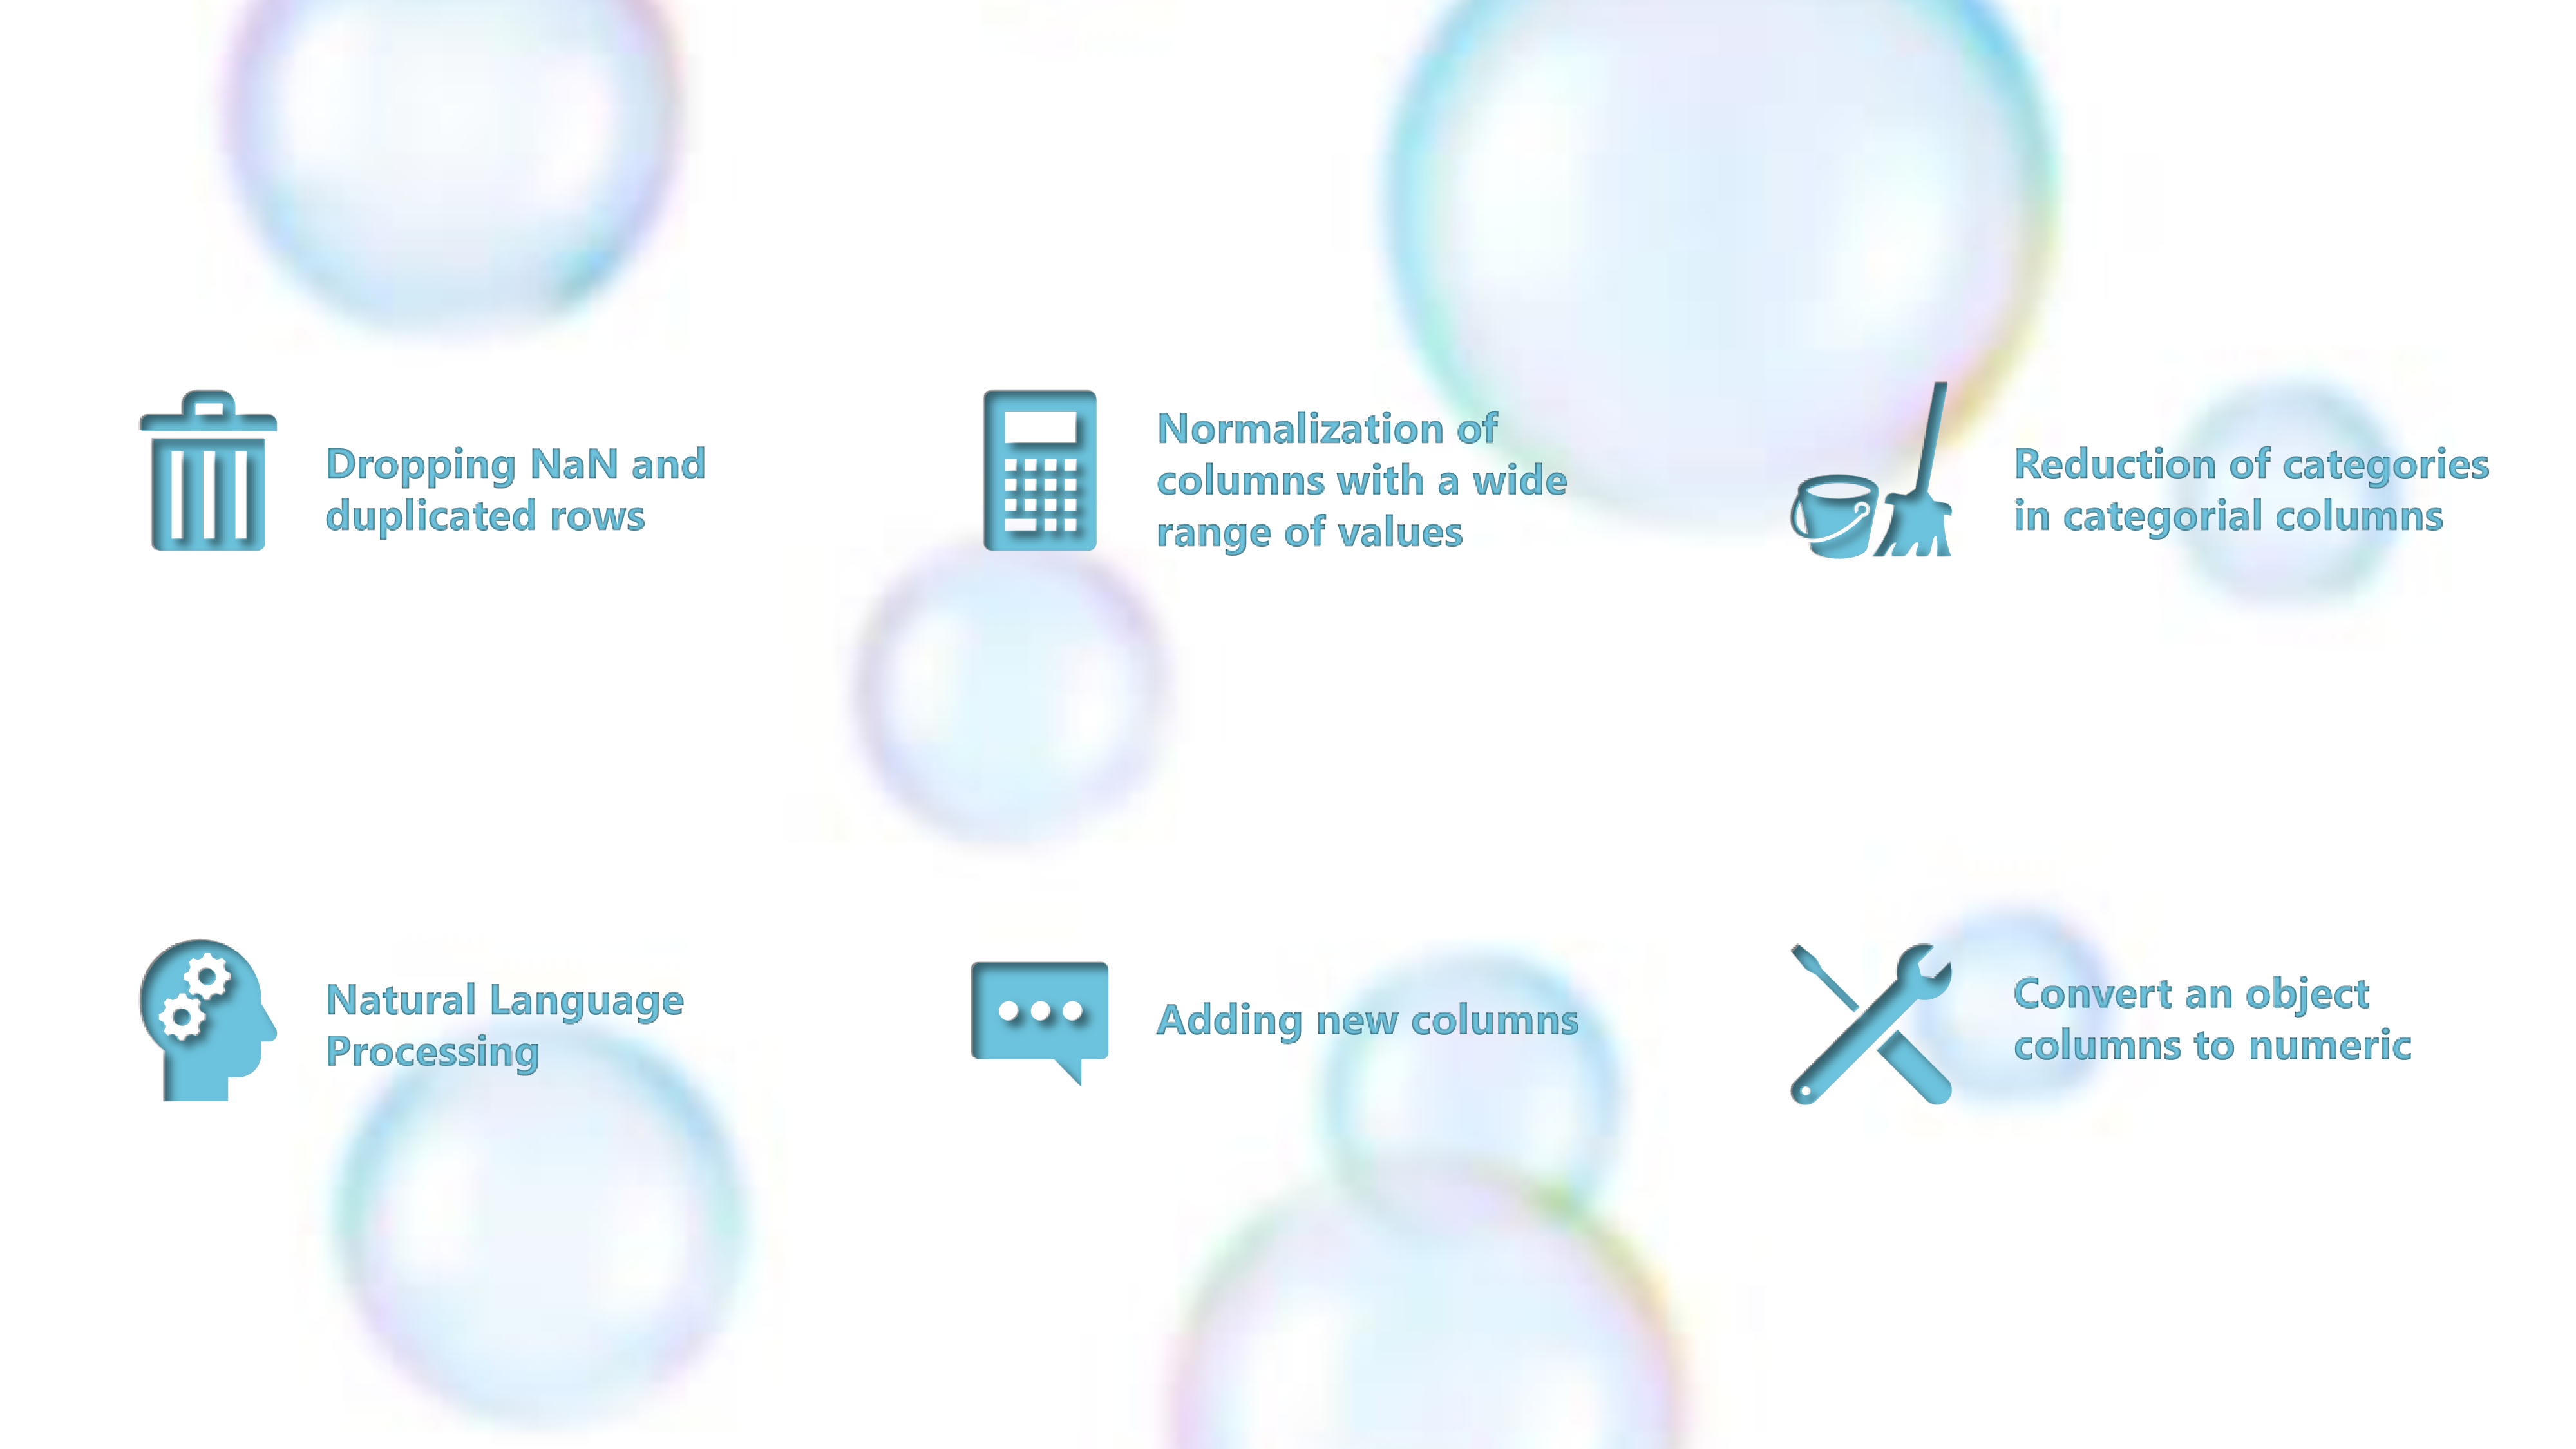 Dropping NaN and
duplicated rows
Normalization of
columns with a wide
range of values
Reduction of categories
in categorial columns
Natural Language
Processing
Adding new columns
Convert an object
columns to numeric